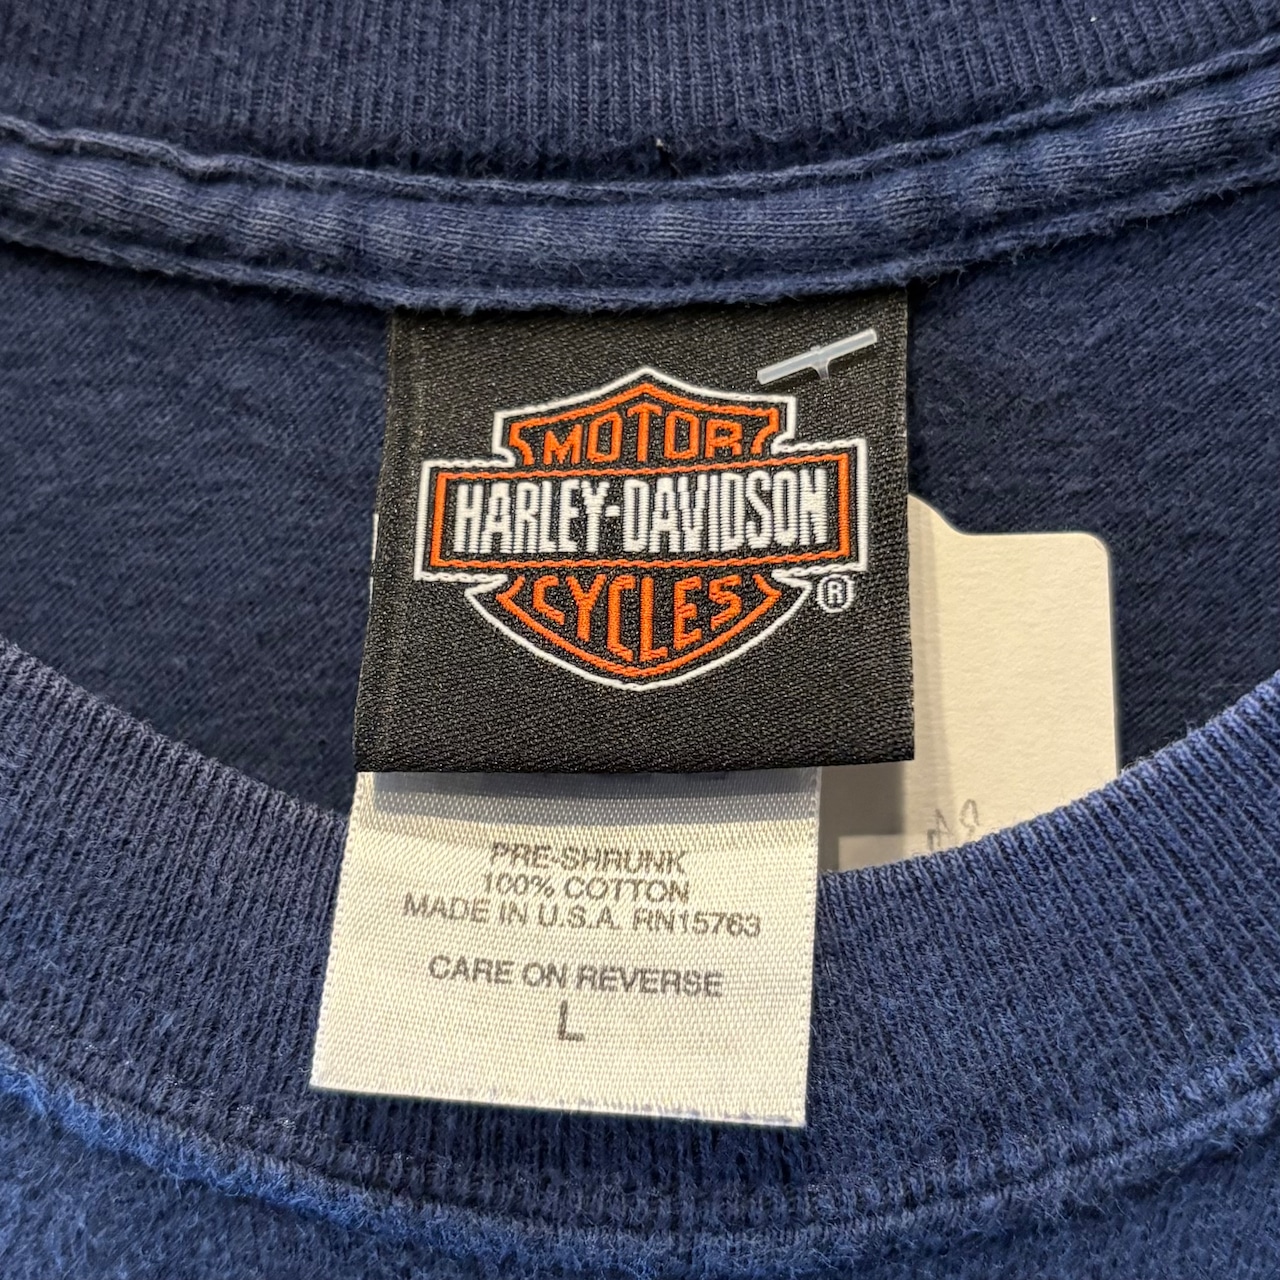 MOTOR
HARLEY-DAVIDSON
CYCLES
®
PRE-SHRUNK
100% COTTON
MADE IN U.S.A. RN15763
CARE ON REVERSE
L